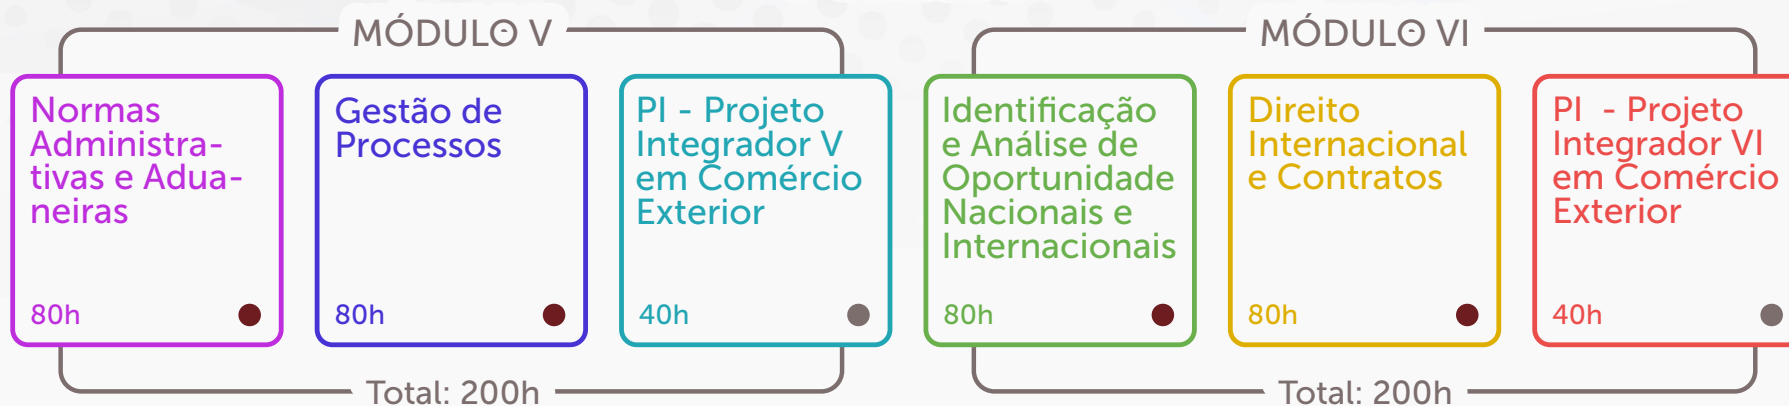 MÓDULO V
Normas
Administra-
tivas e Adua-
neiras
80h
Gestão de
Processos
80h
PI - Projeto
Integrador V
em Comércio
Exterior
40h
Total: 200h
MÓDULO VI
Identificação
e Análise de
Oportunidade
Nacionais e
Internacionais
80h
Direito
Internacional
e Contratos
80h
PI - Projeto
Integrador VI
em Comércio
Exterior
40h
Total: 200h